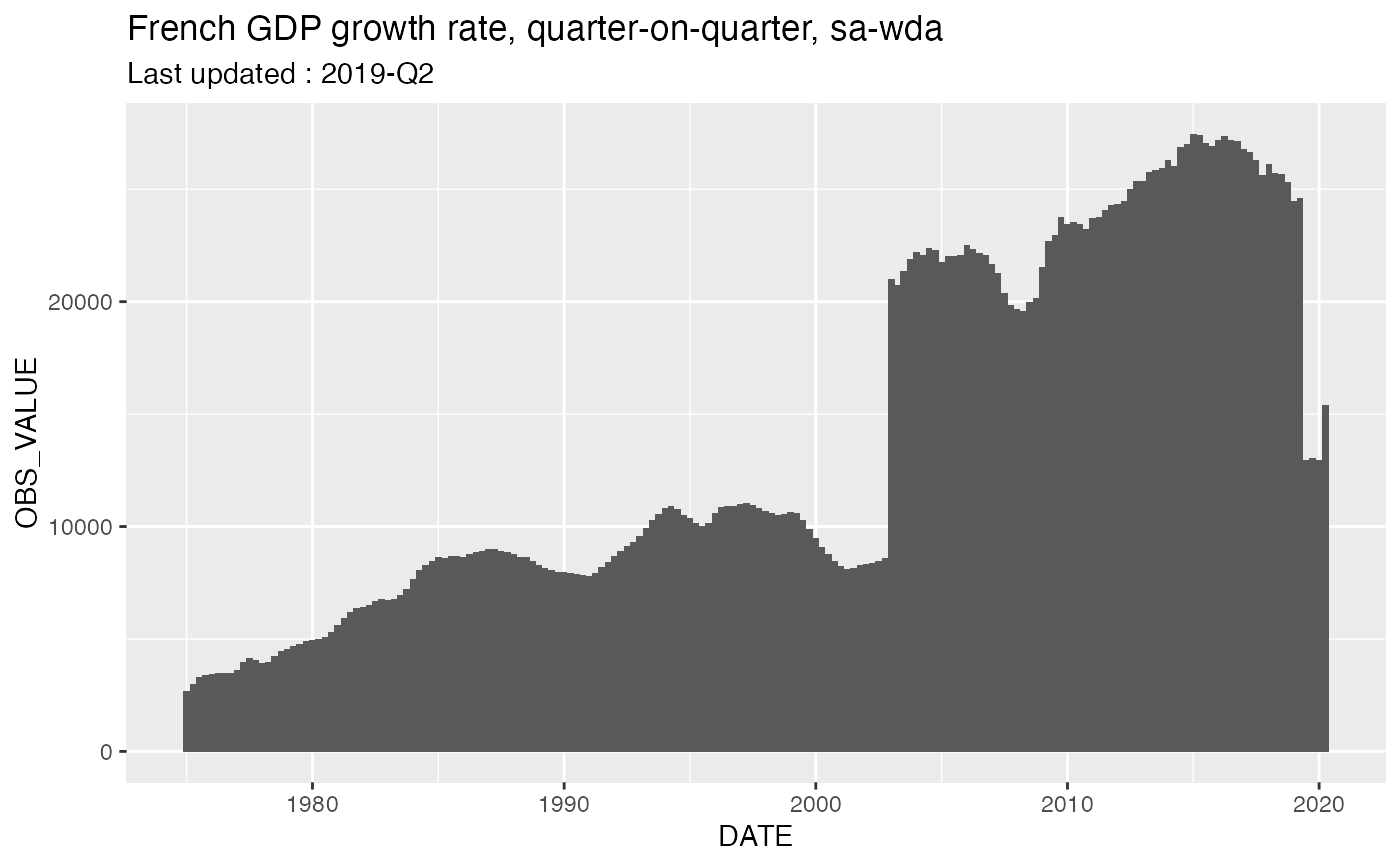 French GDP growth rate, quarter-on-quarter, sa-wda
Last updated : 2019-Q2
OBS_VALUE
20000
10000
0
1980
1990
2000
2010
2020
DATE